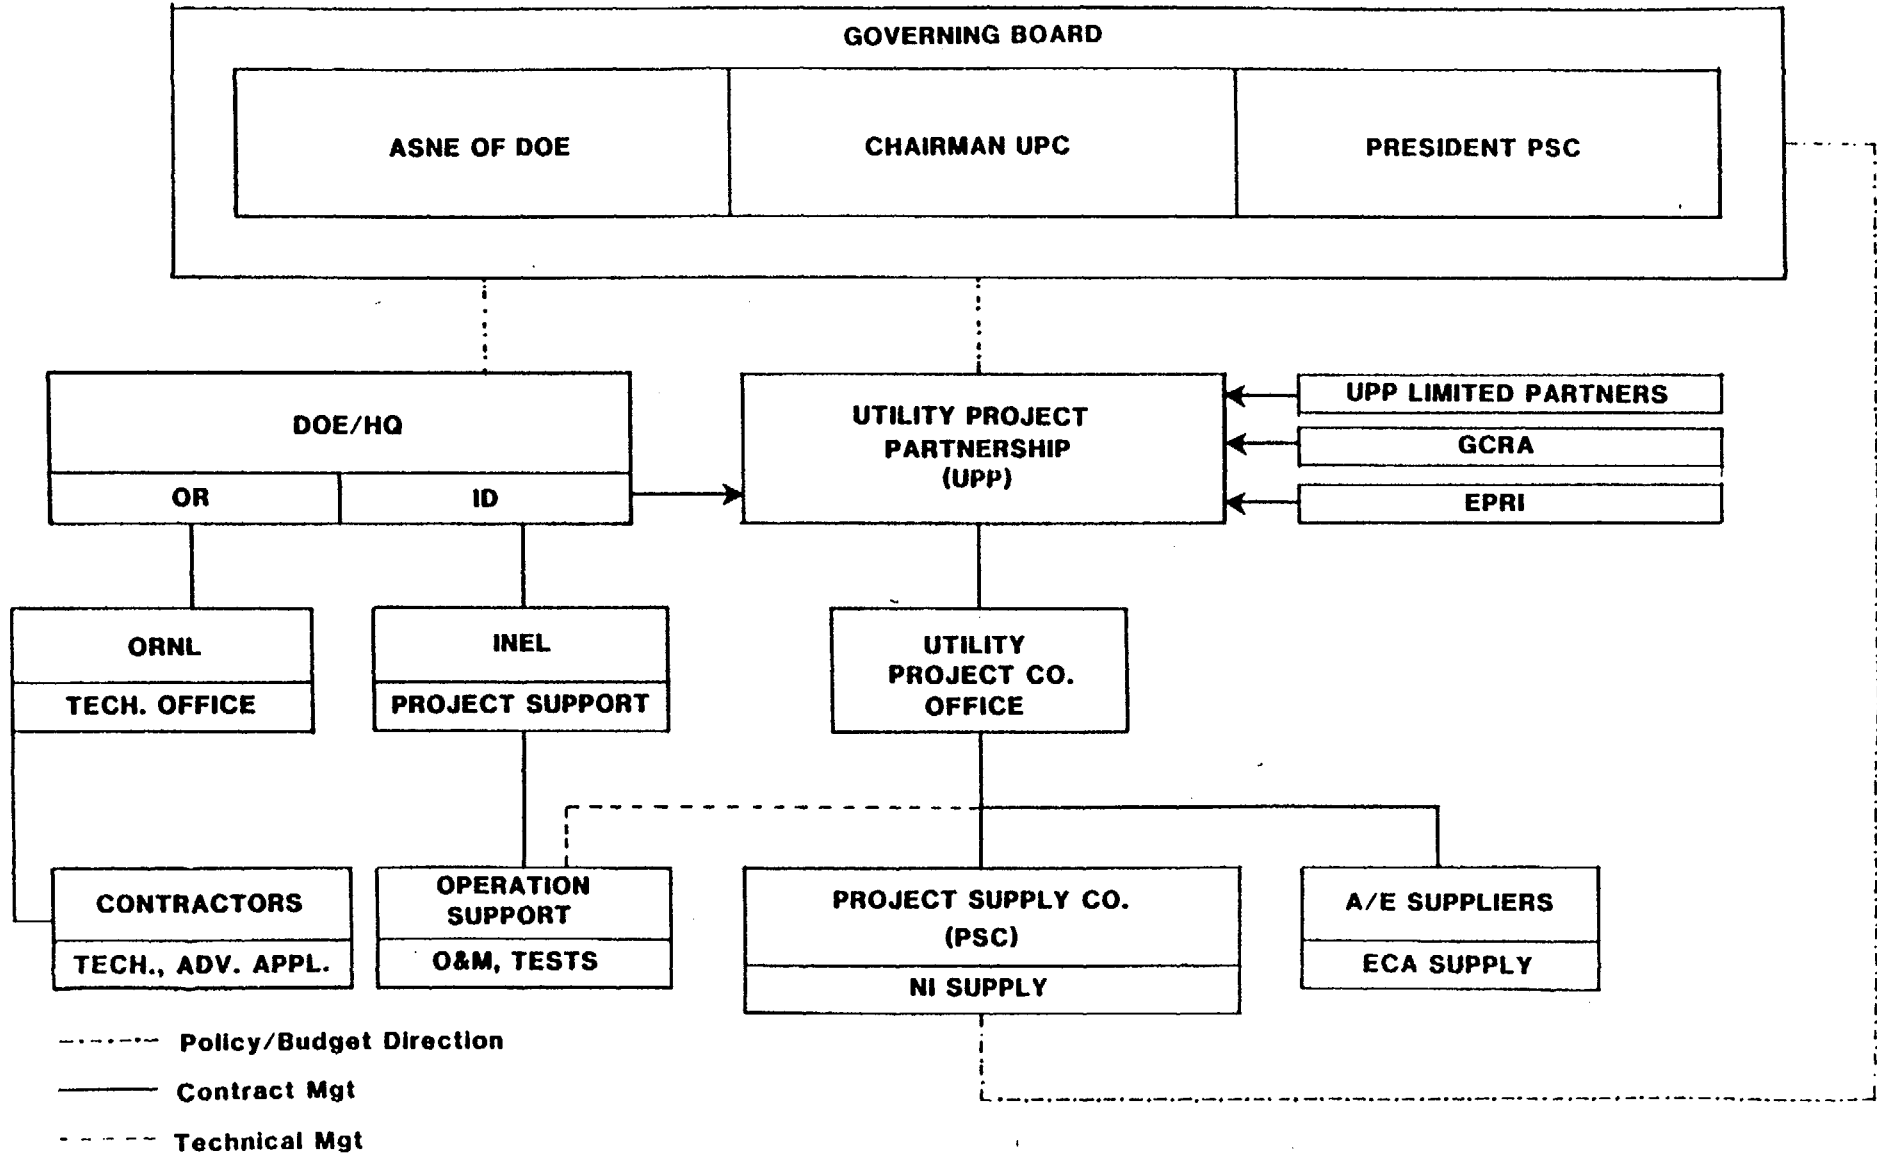 GOVERNING BOARD
ASNE OF DOE
CHAIRMAN UPC
PRESIDENT PSC
DOE/HQ
OR
ID
UTILITY PROJECT
PARTNERSHIP
(UPP)
UPP LIMITED PARTNERS
GCRA
EPRI
ORNL
TECH. OFFICE
INEL
PROJECT SUPPORT
UTILITY
PROJECT CO.
OFFICE
CONTRACTORS
TECH., ADV. APPL.
OPERATION
SUPPORT
O&M, TESTS
PROJECT SUPPLY CO.
(PSC)
NI SUPPLY
A/E SUPPLIERS
ECA SUPPLY
Policy/Budget Direction
Contract Mgt
Technical Mgt